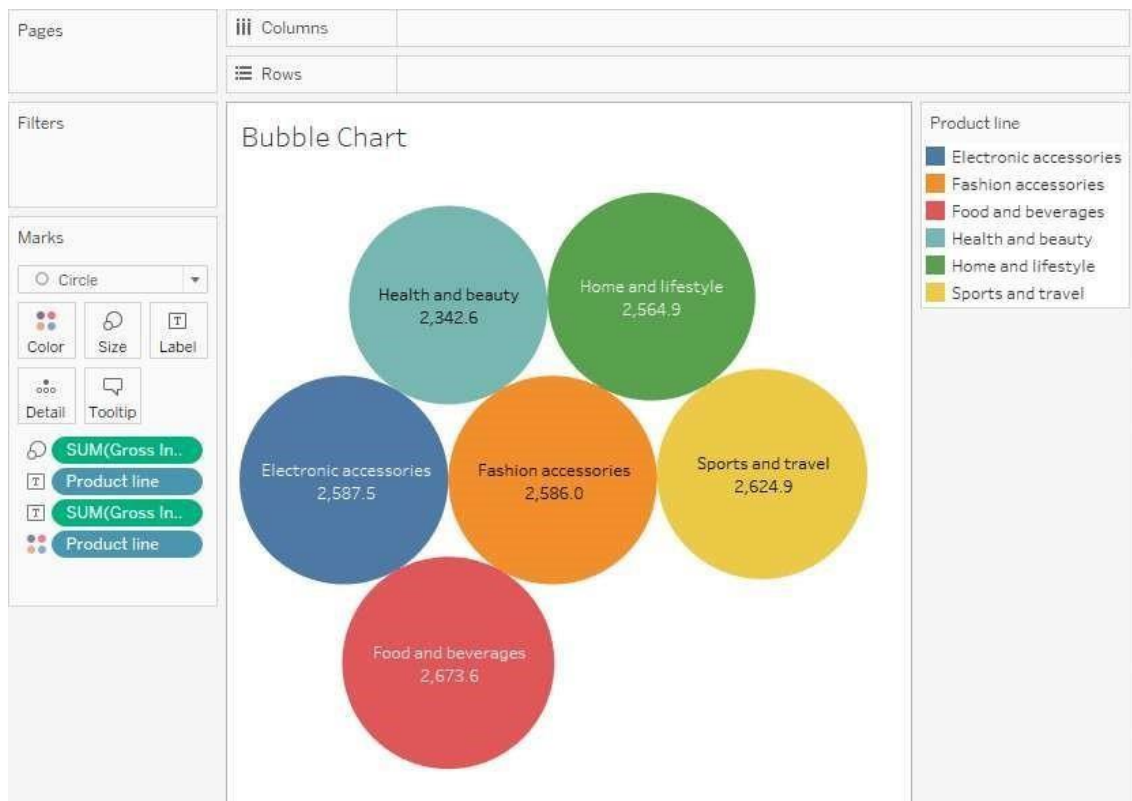 Pages
Columns
Rows
Filters
Marks
Circle
Color
Size
T
Label
Detail
Tooltip
SUM(Gross In..
T
Product line
T
SUM(Gross In..
Product line
Bubble Chart
Health and beauty
2,342.6
Home and lifestyle
2,564.9
Electronic accessories
2,587.5
Fashion accessories
2,586.0
Sports and travel
2,624.9
Food and beverages
2,673.6
Product line
Electronic accessories
Fashion accessories
Food and beverages
Health and beauty
Home and lifestyle
Sports and travel